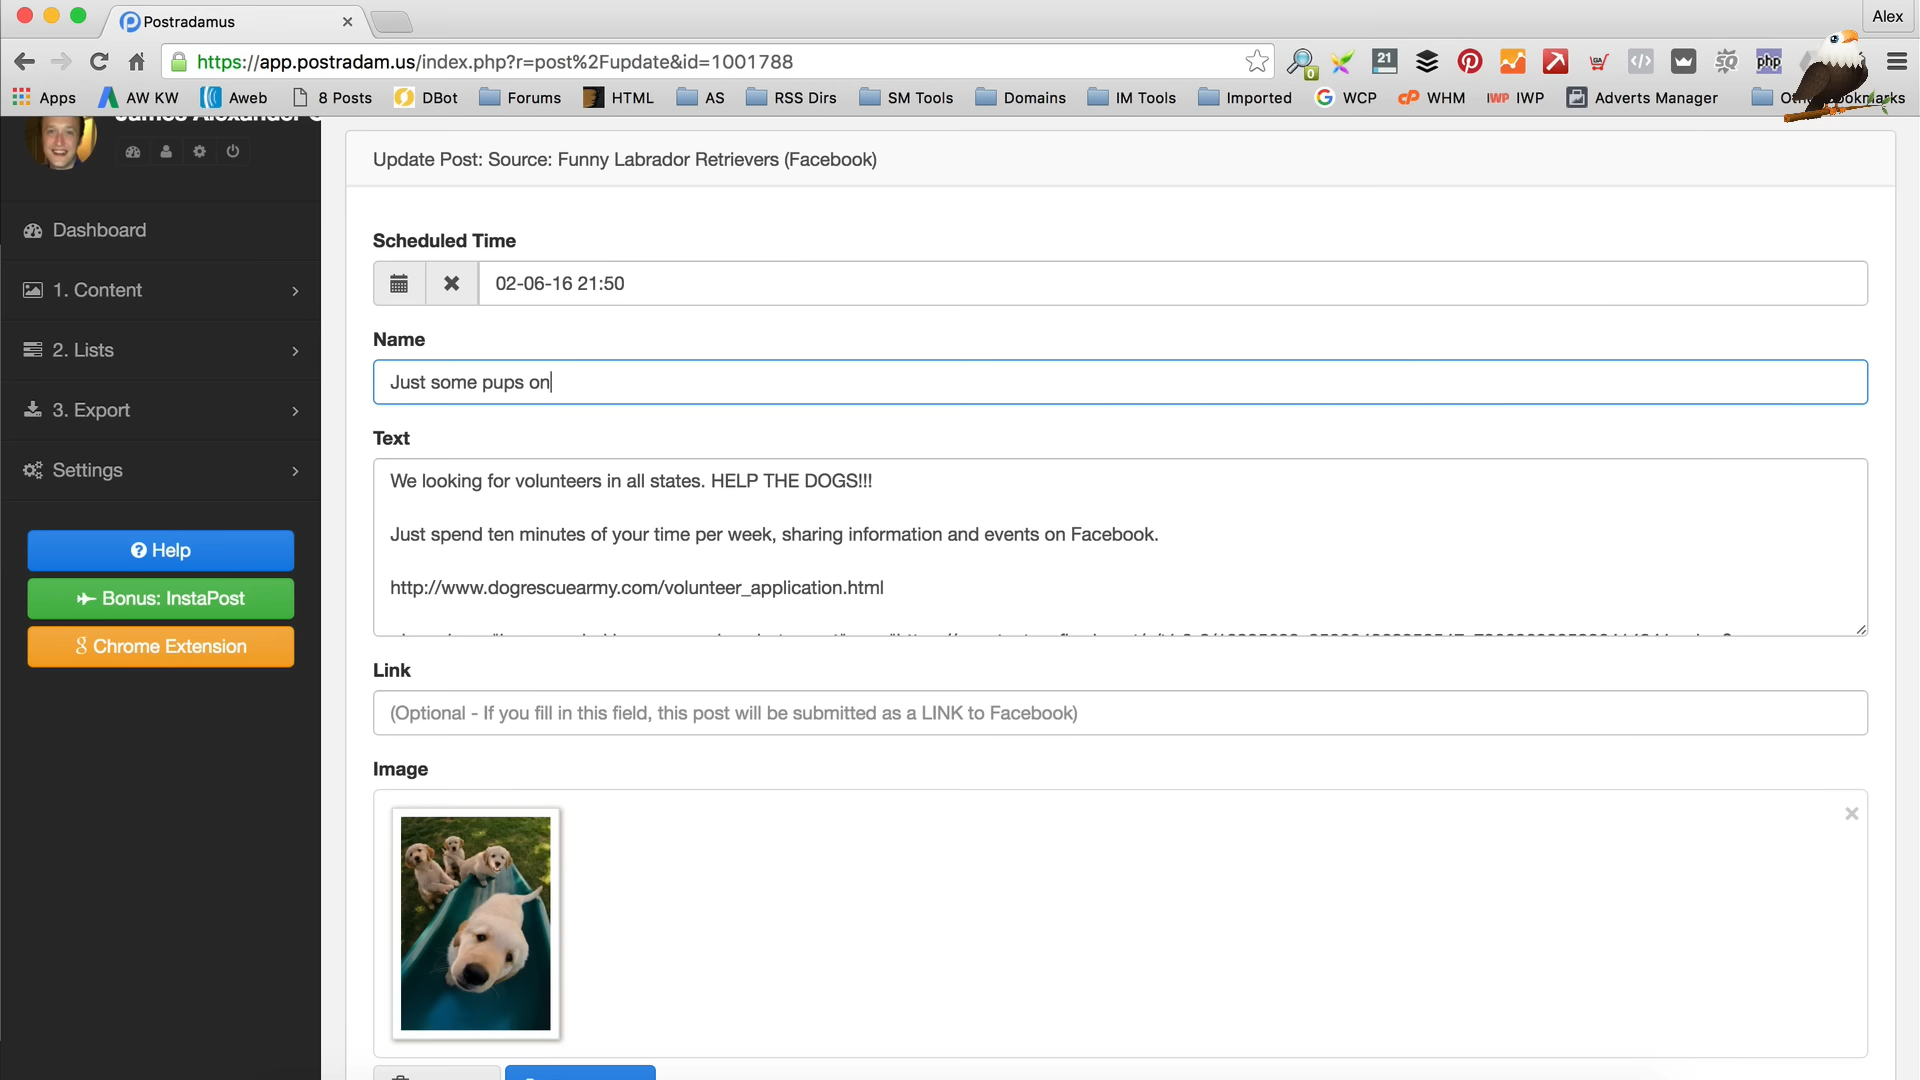 Postradamus
Alex
https://app.postradam.us/index.php?r=post%2Fupdate&id=1001788
0
21
</>
SQ
php
Apps
AW KW
Aweb
8 Posts
DBot
Forums
HTML
AS
RSS Dirs
SM Tools
Domains
IM Tools
Imported
WCP
WHM
IWP
Adverts Manager
James Alexander
Update Post: Source: Funny Labrador Retrievers (Facebook)
Dashboard
1. Content
2. Lists
3. Export
Settings
Help
Bonus: InstaPost
Chrome Extension
Scheduled Time
02-06-16 21:50
Name
Just some pups on
Text
We looking for volunteers in all states. HELP THE DOGS!!!
Just spend ten minutes of your time per week, sharing information and events on Facebook.
http://www.dogrescuearmy.com/volunteer_application.html
Link
(Optional - If you fill in this field, this post will be submitted as a LINK to Facebook)
Image